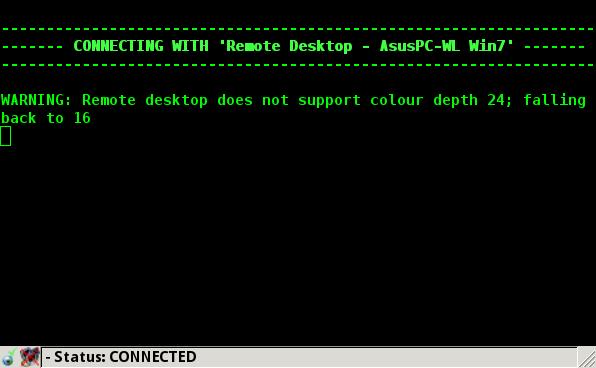 ------------------------------------------------------------------
------- CONNECTING WITH 'Remote Desktop - AsusPC-WL Win7' -------
------------------------------------------------------------------
WARNING: Remote desktop does not support colour depth 24; falling
back to 16
- Status: CONNECTED